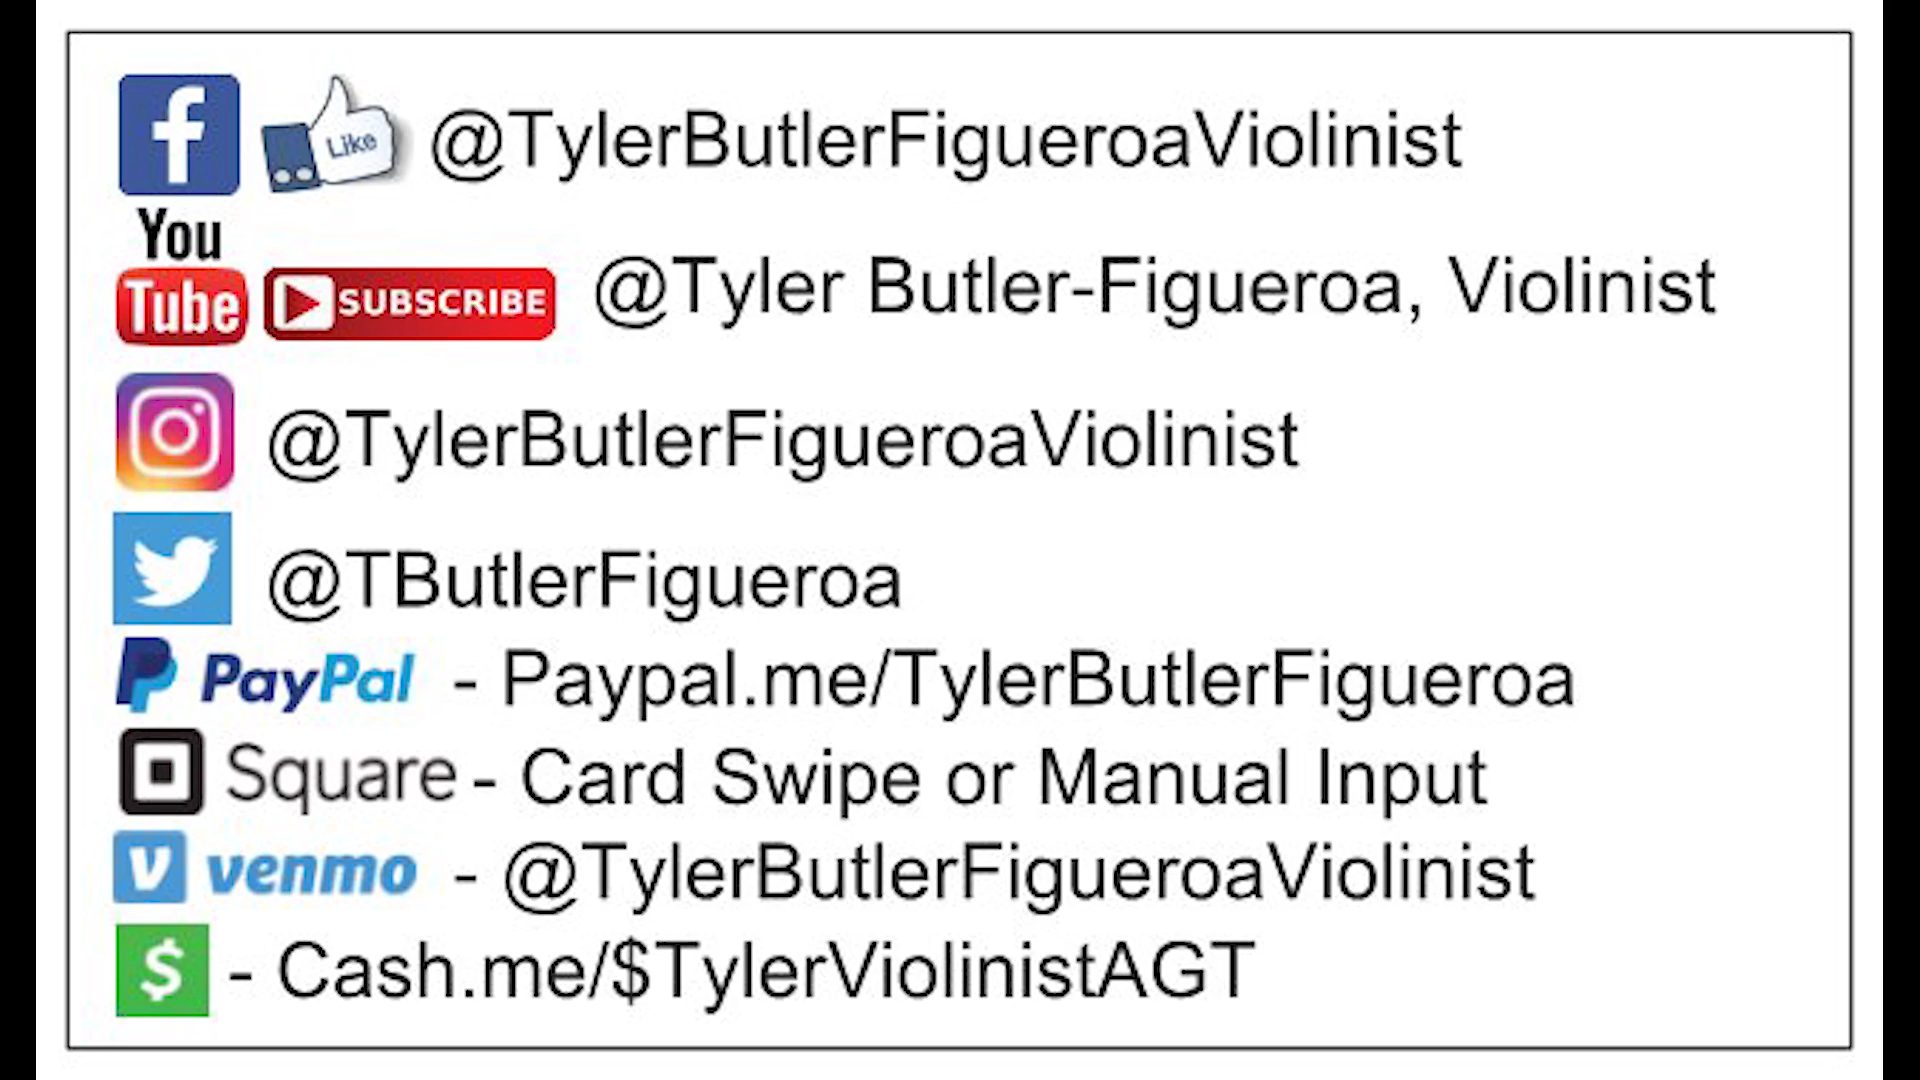 f Like @TylerButlerFigueroaViolinist
You
Tube SUBSCRIBE @Tyler Butler-Figueroa, Violinist
@TylerButlerFigueroaViolinist
@TButlerFigueroa
P PayPal - Paypal.me/TylerButlerFigueroa
Square - Card Swipe or Manual Input
V venmo - @TylerButlerFigueroaViolinist
$ - Cash.me/$TylerViolinistAGT